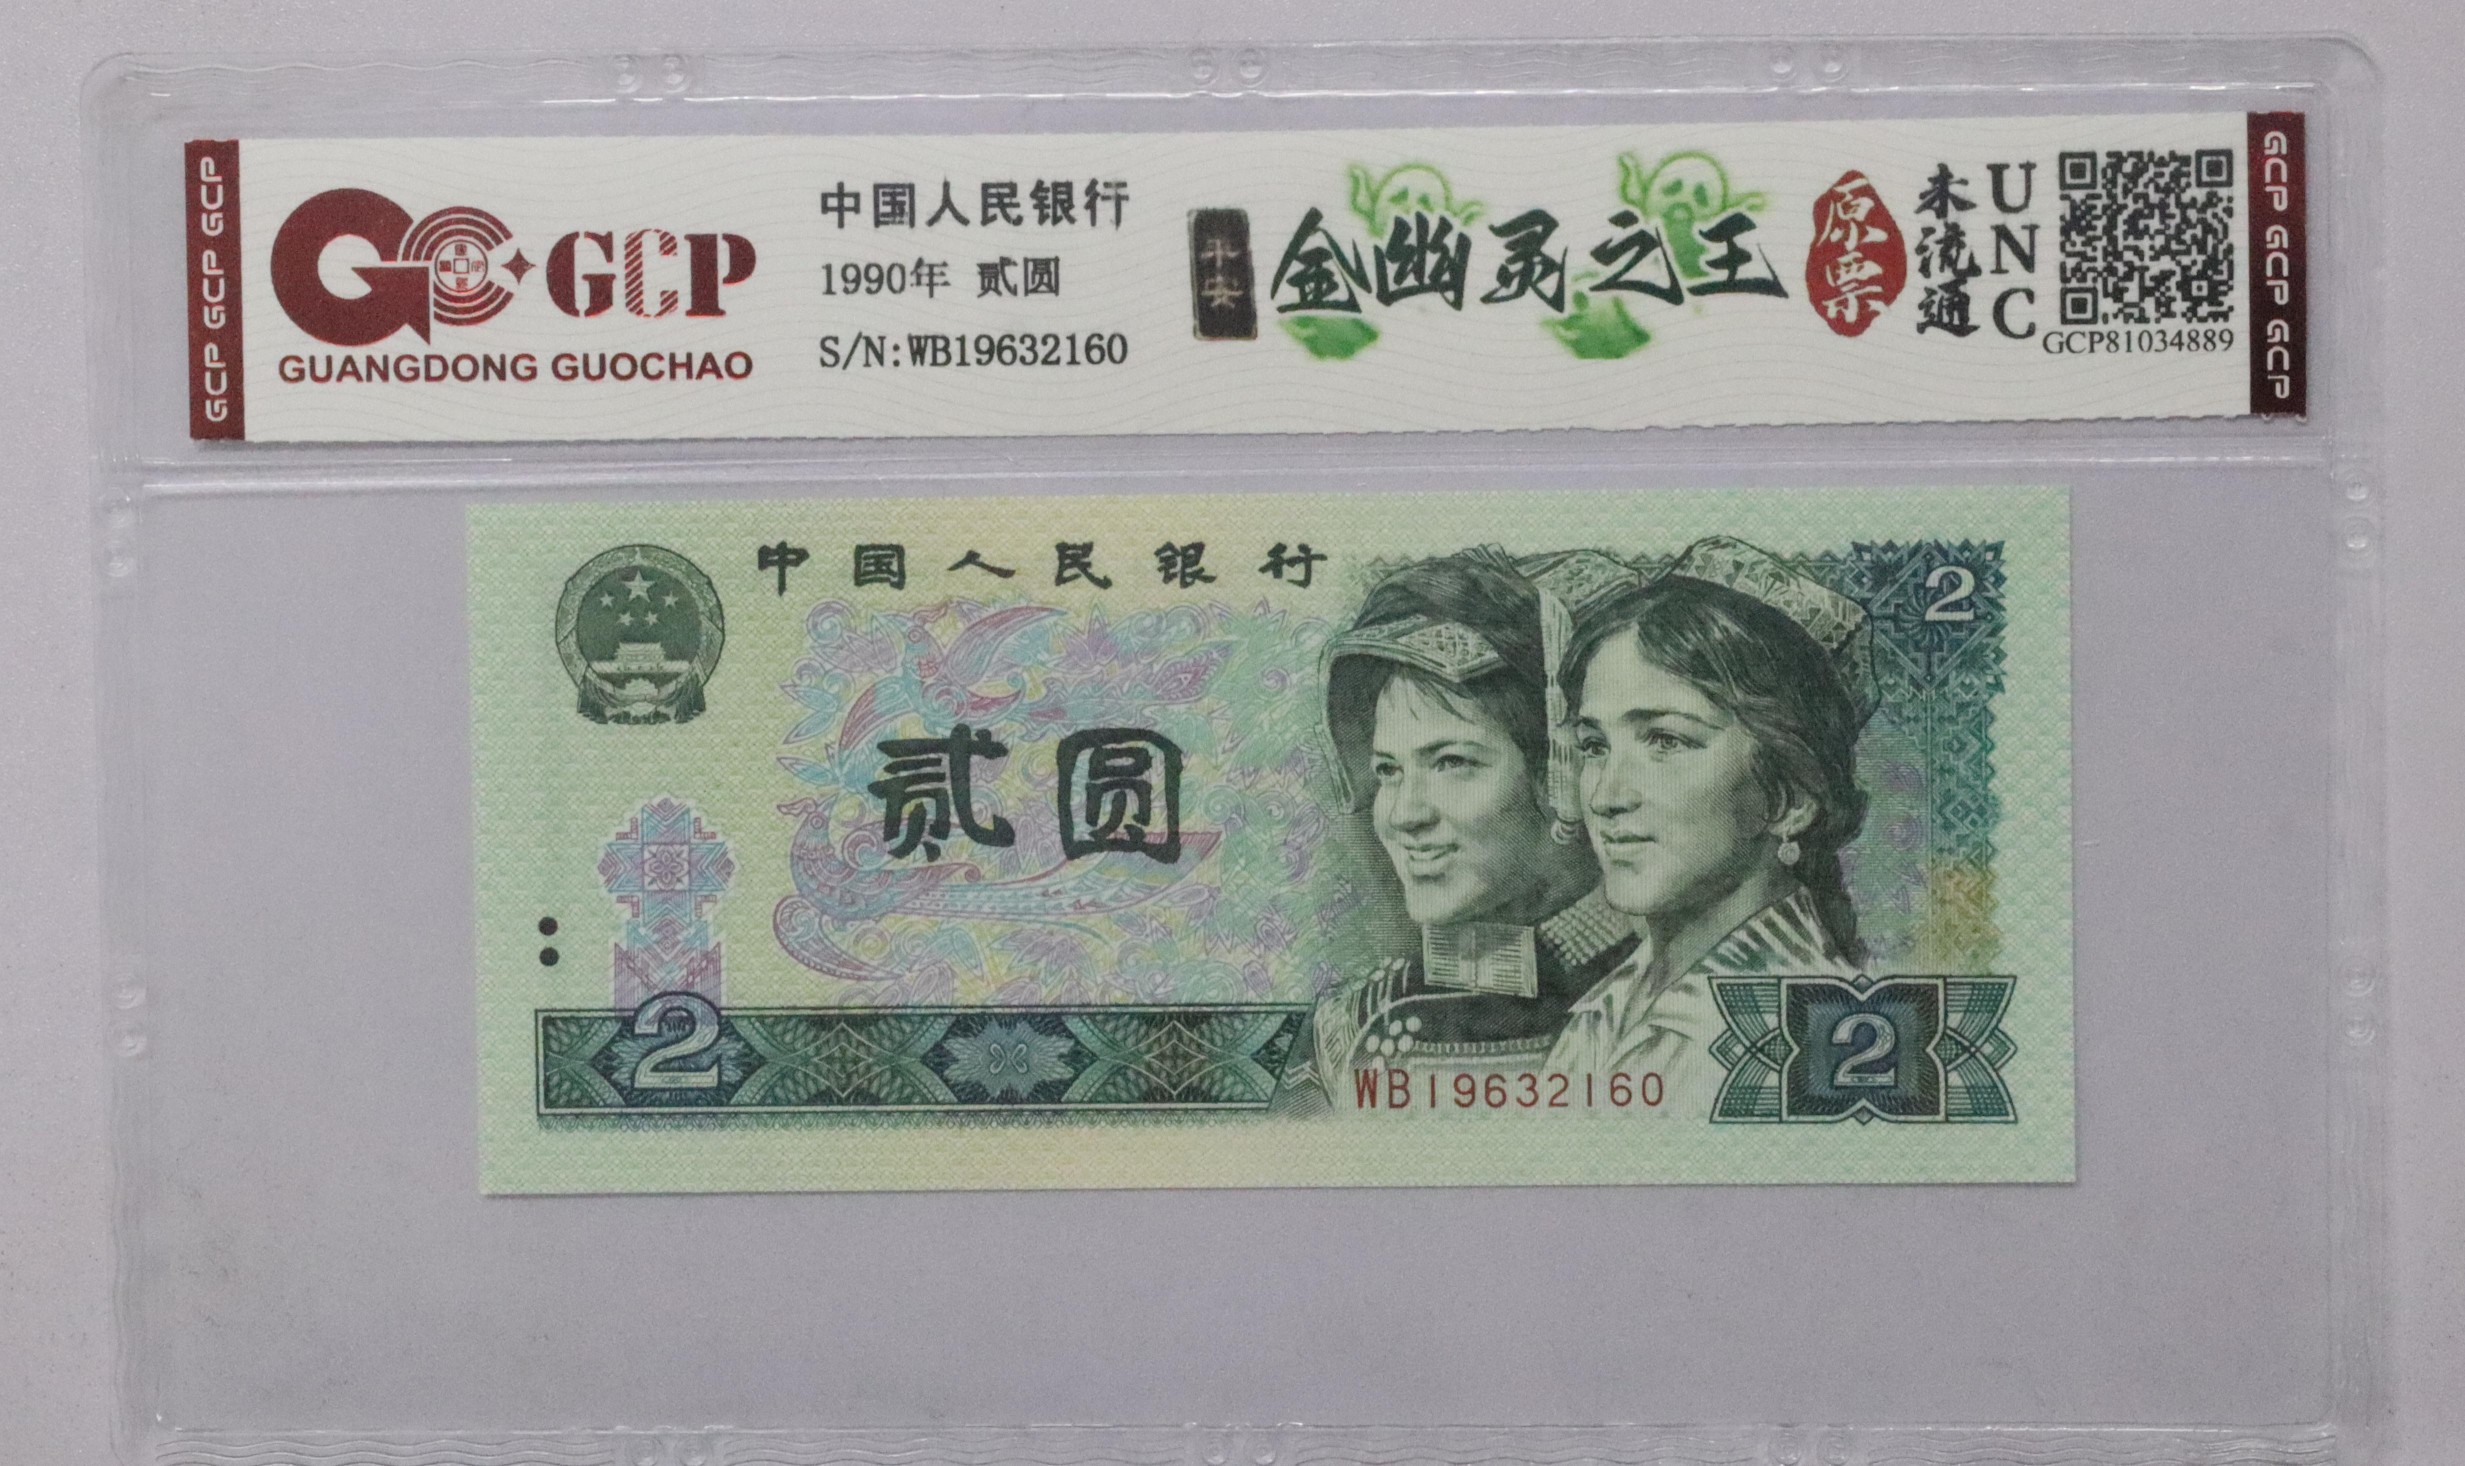 GCP GCP GCP
GCP
GUANGDONG GUOCHAO
中国人民银行
1990年 贰圆
S/N:WB19632160
平安
金幽灵之王
原票
未流通
UNC
GCP81034889
GCP GCP GCP
中国人民银行
2
贰圆
2
WB19632160
2